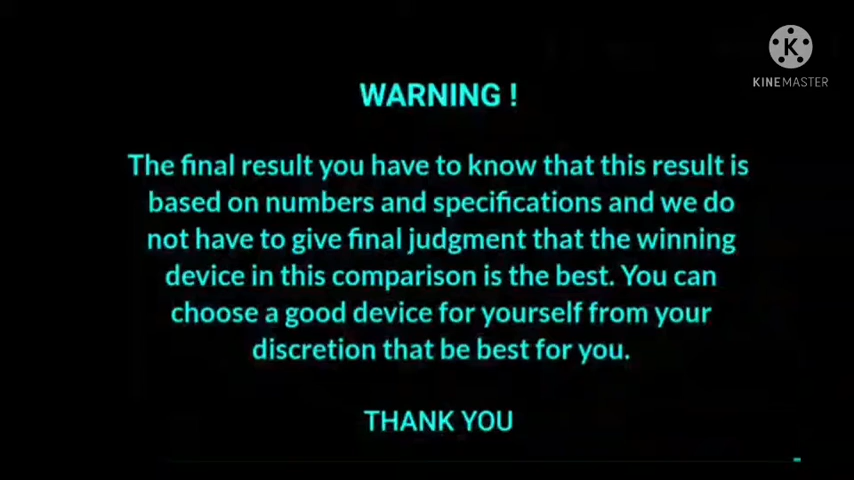 K
KINEMASTER
WARNING !
The final result you have to know that this result is
based on numbers and specifications and we do
not have to give final judgment that the winning
device in this comparison is the best. You can
choose a good device for yourself from your
discretion that be best for you.
THANK YOU